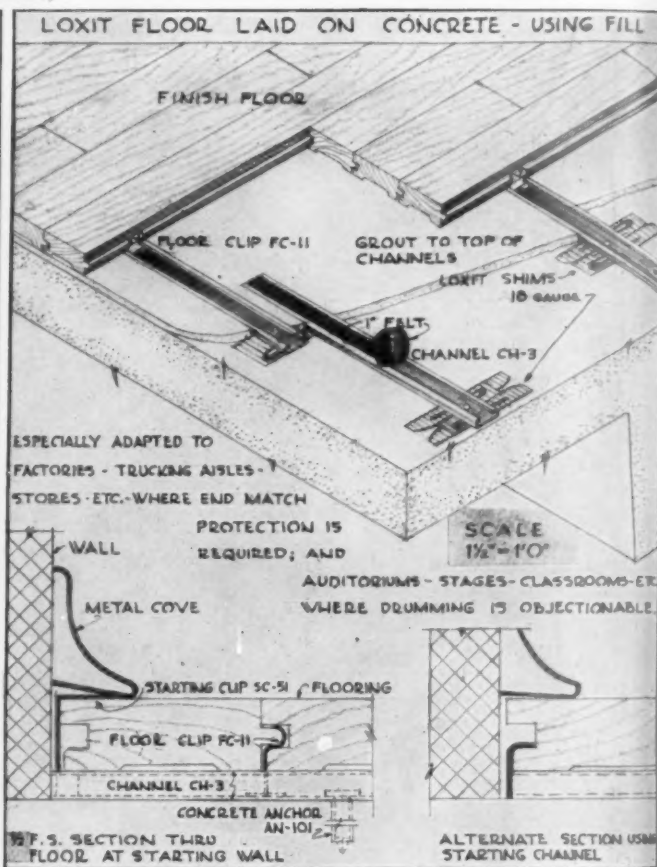 LOXIT FLOOR LAID ON CONCRETE - USING FILL
FINISH FLOOR
FLOOR CLIP FC-11
GROUT TO TOP OF
CHANNELS
LOXIT SHIMS
18 GAUGE
1" FELT
CHANNEL CH-3
ESPECIALLY ADAPTED TO
FACTORIES - TRUCKING AISLES -
STORES - ETC. - WHERE END MATCH
PROTECTION IS
REQUIRED; AND
SCALE
1½"=1'0"
AUDITORIUMS - STAGES - CLASSROOMS - ET
WHERE DRUMMING IS OBJECTIONABLE.
WALL
METAL COVE
STARTING CLIP SC-51
FLOORING
FLOOR CLIP FC-11
CHANNEL CH-3
CONCRETE ANCHOR
AN-101
½ F.S. SECTION THRU
FLOOR AT STARTING WALL
ALTERNATE SECTION USIN
STARTING CHANNEL